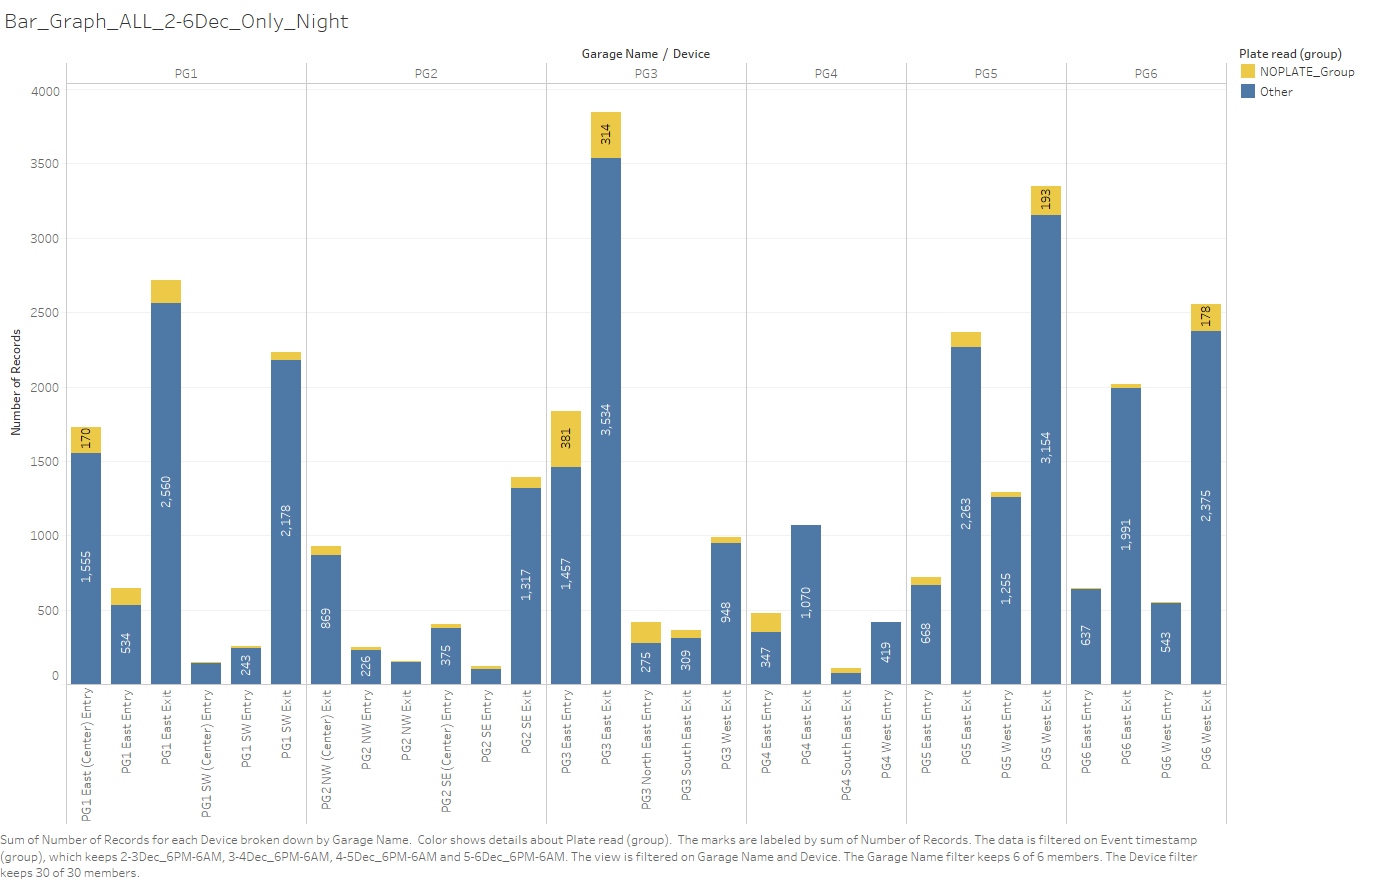 Bar_Graph_ALL_2-6Dec_Only_Night
Garage Name / Device
PG1 PG2 PG3 PG4 PG5 PG6
Plate read (group)
NOPLATE_Group
Other
Number of Records
4000
3500
3000
2500
2000
1500
1000
500
0
170
1,555
534
2,560
243
2,178
869
226
375
1,317
381
1,457
314
3,534
275
309
948
347
1,070
419
668
2,263
1,255
193
3,154
637
1,991
543
178
2,375
PG1 East (Center) Entry
PG1 East Entry
PG1 East Exit
PG1 SW (Center) Entry
PG1 SW Entry
PG1 SW Exit
PG2 NW (Center) Exit
PG2 NW Entry
PG2 NW Exit
PG2 SE (Center) Entry
PG2 SE Entry
PG2 SE Exit
PG3 East Entry
PG3 East Exit
PG3 North East Entry
PG3 South East Exit
PG3 West Exit
PG4 East Entry
PG4 East Exit
PG4 South East Exit
PG4 West Entry
PG5 East Entry
PG5 East Exit
PG5 West Entry
PG5 West Exit
PG6 East Entry
PG6 East Exit
PG6 West Entry
PG6 West Exit
Sum of Number of Records for each Device broken down by Garage Name.  Color shows details about Plate read (group).  The marks are labeled by sum of Number of Records. The data is filtered on Event timestamp
(group), which keeps 2-3Dec_6PM-6AM, 3-4Dec_6PM-6AM, 4-5Dec_6PM-6AM and 5-6Dec_6PM-6AM. The view is filtered on Garage Name and Device. The Garage Name filter keeps 6 of 6 members. The Device filter
keeps 30 of 30 members.